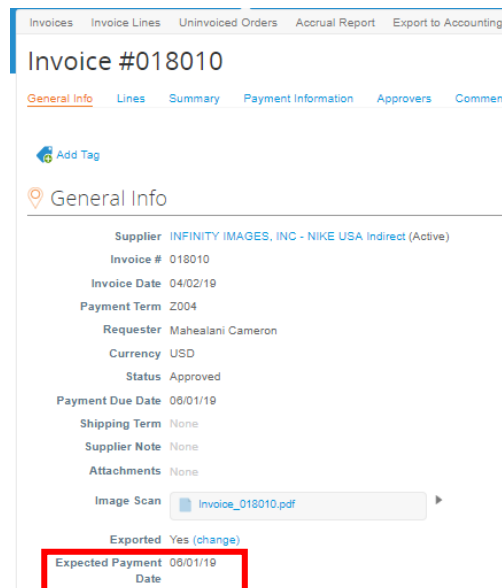 Invoices Invoice Lines Uninvoiced Orders Accrual Report Export to Accounting
Invoice #018010
General Info Lines Summary Payment Information Approvers
Add Tag
General Info
Supplier INFINITY IMAGES, INC - NIKE USA Indirect (Active)
Invoice # 018010
Invoice Date 04/02/19
Payment Term Z004
Requester Mahealani Cameron
Currency USD
Status Approved
Payment Due Date 06/01/19
Shipping Term None
Supplier Note None
Attachments None
Image Scan Invoice_018010.pdf
Exported Yes (change)
Expected Payment 06/01/19
Date